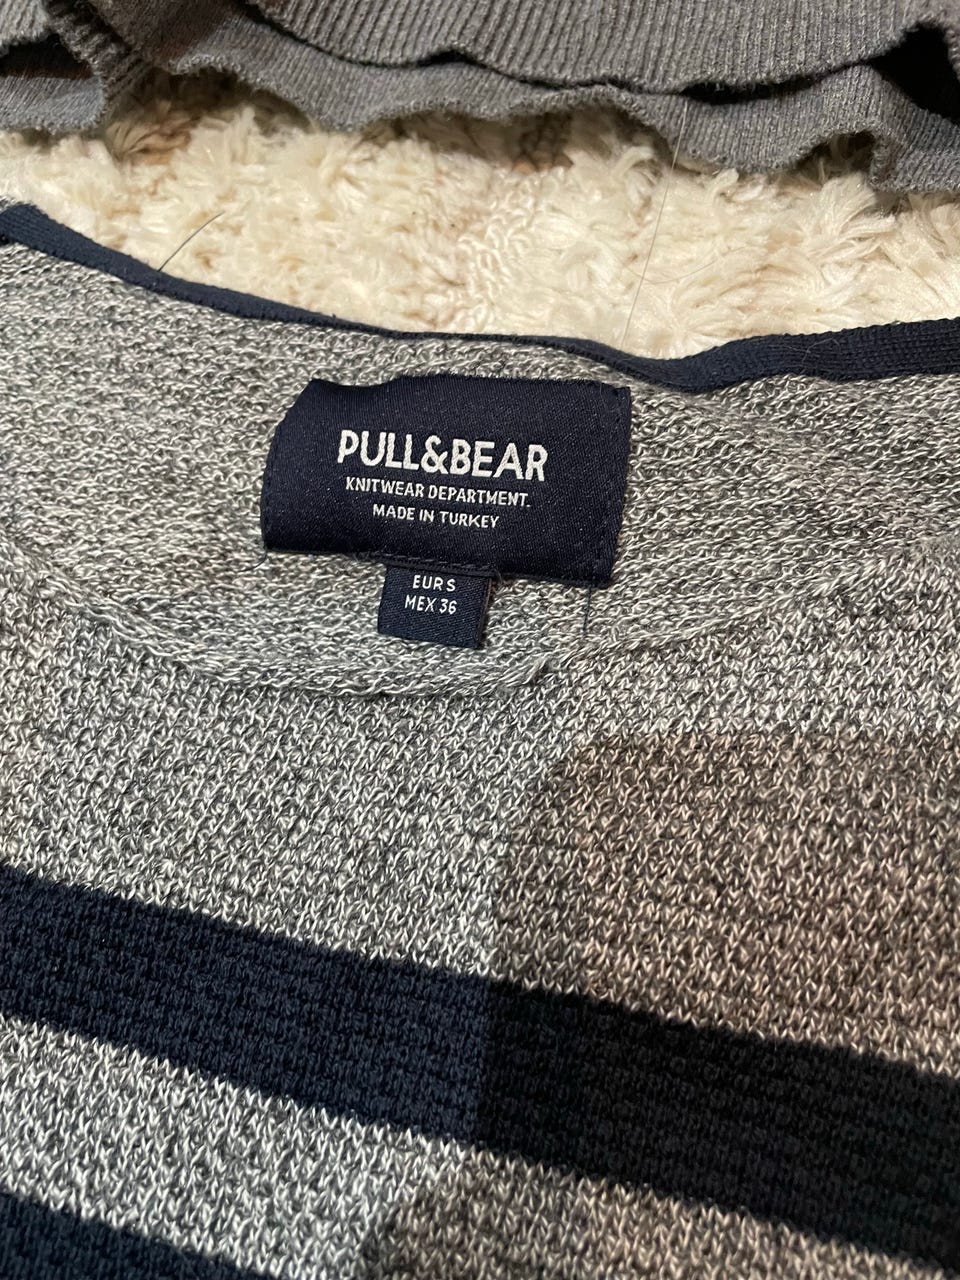 PULL&BEAR
KNITWEAR DEPARTMENT.
MADE IN TURKEY
EUR S
MEX 36